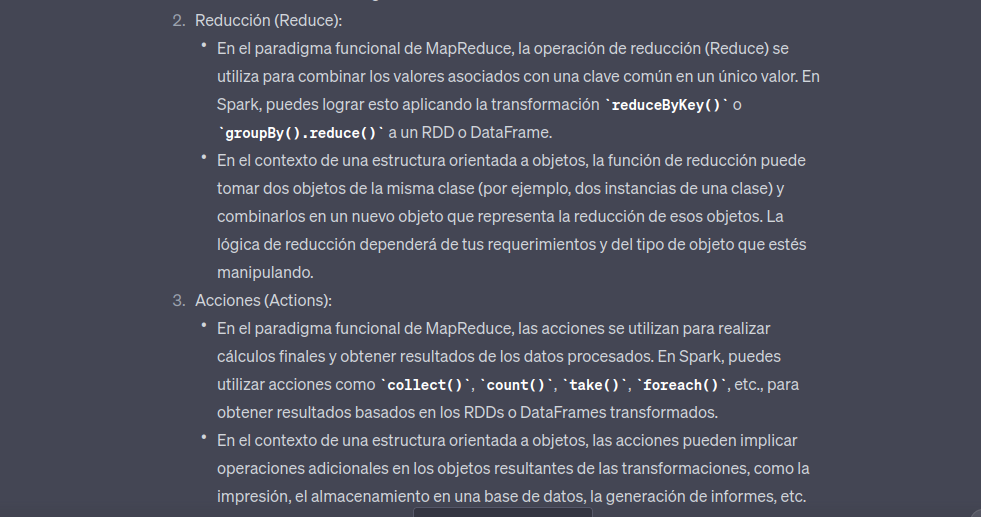 2. Reducción (Reduce):
• En el paradigma funcional de MapReduce, la operación de reducción (Reduce) se
utiliza para combinar los valores asociados con una clave común en un único valor. En
Spark, puedes lograr esto aplicando la transformación `reduceByKey()` o
`groupBy().reduce()` a un RDD o DataFrame.
• En el contexto de una estructura orientada a objetos, la función de reducción puede
tomar dos objetos de la misma clase (por ejemplo, dos instancias de una clase) y
combinarlos en un nuevo objeto que representa la reducción de esos objetos. La
lógica de reducción dependerá de tus requerimientos y del tipo de objeto que estés
manipulando.
3. Acciones (Actions):
• En el paradigma funcional de MapReduce, las acciones se utilizan para realizar
cálculos finales y obtener resultados de los datos procesados. En Spark, puedes
utilizar acciones como `collect()`, `count()`, `take()`, `foreach()`, etc., para
obtener resultados basados en los RDDs o DataFrames transformados.
• En el contexto de una estructura orientada a objetos, las acciones pueden implicar
operaciones adicionales en los objetos resultantes de las transformaciones, como la
impresión, el almacenamiento en una base de datos, la generación de informes, etc.